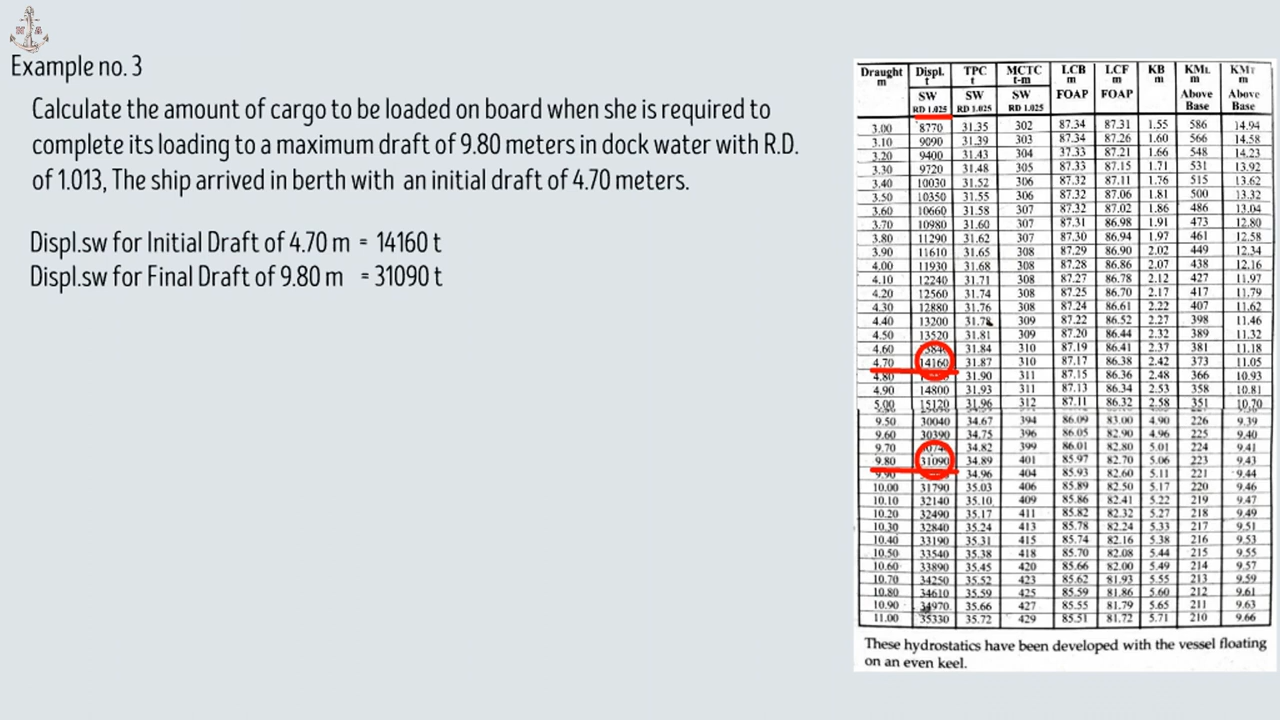 Example no. 3
Calculate the amount of cargo to be loaded on board when she is required to
complete its loading to a maximum draft of 9.80 meters in dock water with R.D.
of 1.013, The ship arrived in berth with an initial draft of 4.70 meters.
Displ.sw for Initial Draft of 4.70 m = 14160 t
Displ.sw for Final Draft of 9.80 m = 31090 t
Draught Displ. TPC MCTC LCB LCF KB KML KMT
m t t t-m m m m m m
SW SW SW FOAP FOAP Above Above
RD 1.025 RD 1.025 RD 1.025 Base Base
3.00 8770 31.35 302 87.34 87.31 1.55 586 14.94
3.10 9090 31.39 303 87.34 87.26 1.60 566 14.58
3.20 9400 31.43 304 37.33 87.21 1.66 548 14.23
3.30 9720 31.48 305 87.33 87.15 1.71 531 13.92
3.40 10030 31.52 306 87.32 87.11 1.76 515 13.62
3.50 10350 31.55 306 87.32 87.06 1.81 500 13.32
3.60 10660 31.58 307 87.32 87.02 1.86 486 13.04
3.70 10980 31.60 307 87.31 86.98 1.91 473 12.80
3.80 11290 31.62 307 87.30 86.94 1.97 461 12.58
3.90 11610 31.65 308 87.29 86.90 2.02 449 12.34
4.00 11930 31.68 308 87.28 86.86 2.07 438 12.16
4.10 12240 31.71 308 87.27 86.78 2.12 427 11.97
4.20 12560 31.74 308 87.25 86.70 2.17 417 11.79
4.30 12880 31.76 308 87.24 86.61 2.22 407 11.62
4.40 13200 31.78 309 87.22 86.52 2.27 398 11.46
4.50 13520 31.81 309 87.20 86.44 2.32 389 11.32
4.60 31.84 310 87.19 86.41 2.37 381 11.18
4.70 14160 31.87 310 87.17 86.38 2.42 373 11.05
4.80 31.90 311 87.15 86.36 2.48 366 10.93
4.90 14800 31.93 311 87.13 86.34 2.53 358 10.81
5.00 15120 31.96 312 87.11 86.32 2.58 351 10.70
9.50 30040 34.67 394 86.09 83.00 4.90 226 9.39
9.60 30390 34.75 396 86.05 82.90 4.96 225 9.40
9.70 34.82 399 86.01 82.80 5.01 224 9.41
9.80 31090 34.89 401 85.97 82.70 5.06 223 9.43
9.90 34.96 404 85.93 82.60 5.11 221 9.44
10.00 31790 35.03 406 85.89 82.50 5.17 220 9.46
10.10 32140 35.10 409 85.86 82.41 5.22 219 9.47
10.20 32490 35.17 411 85.82 82.32 5.27 218 9.49
10.30 32840 35.24 413 85.78 82.24 5.33 217 9.51
10.40 33190 35.31 415 85.74 82.16 5.38 216 9.53
10.50 33540 35.38 418 85.70 82.08 5.44 215 9.55
10.60 33890 35.45 420 85.66 82.00 5.49 214 9.57
10.70 34250 35.52 423 85.62 81.93 5.55 213 9.59
10.80 34610 35.59 425 85.59 81.86 5.60 212 9.61
10.90 34970 35.66 427 85.55 81.79 5.65 211 9.63
11.00 35330 35.72 429 85.51 81.72 5.71 210 9.66
These hydrostatics have been developed with the vessel floating
on an even keel.